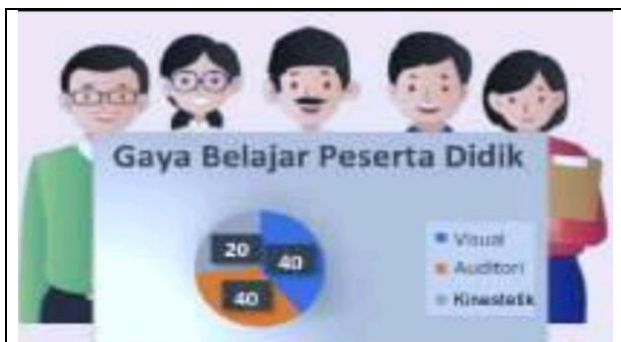 Gaya Belajar Peserta Didik
20
40
40
Visual
Auditori
Kinestetik